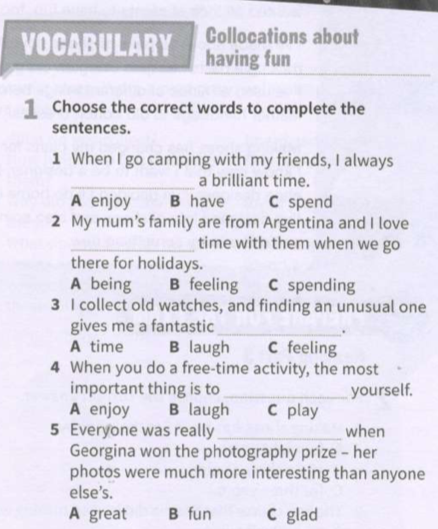 VOCABULARY
Collocations about
having fun
1 Choose the correct words to complete the
sentences.
1 When I go camping with my friends, I always
____________ a brilliant time.
A enjoy B have C spend
2 My mum's family are from Argentina and I love
____________ time with them when we go
there for holidays.
A being B feeling C spending
3 I collect old watches, and finding an unusual one
gives me a fantastic ____________.
A time B laugh C feeling
4 When you do a free-time activity, the most
important thing is to ____________ yourself.
A enjoy B laugh C play
5 Everyone was really ____________ when
Georgina won the photography prize – her
photos were much more interesting than anyone
else's.
A great B fun C glad